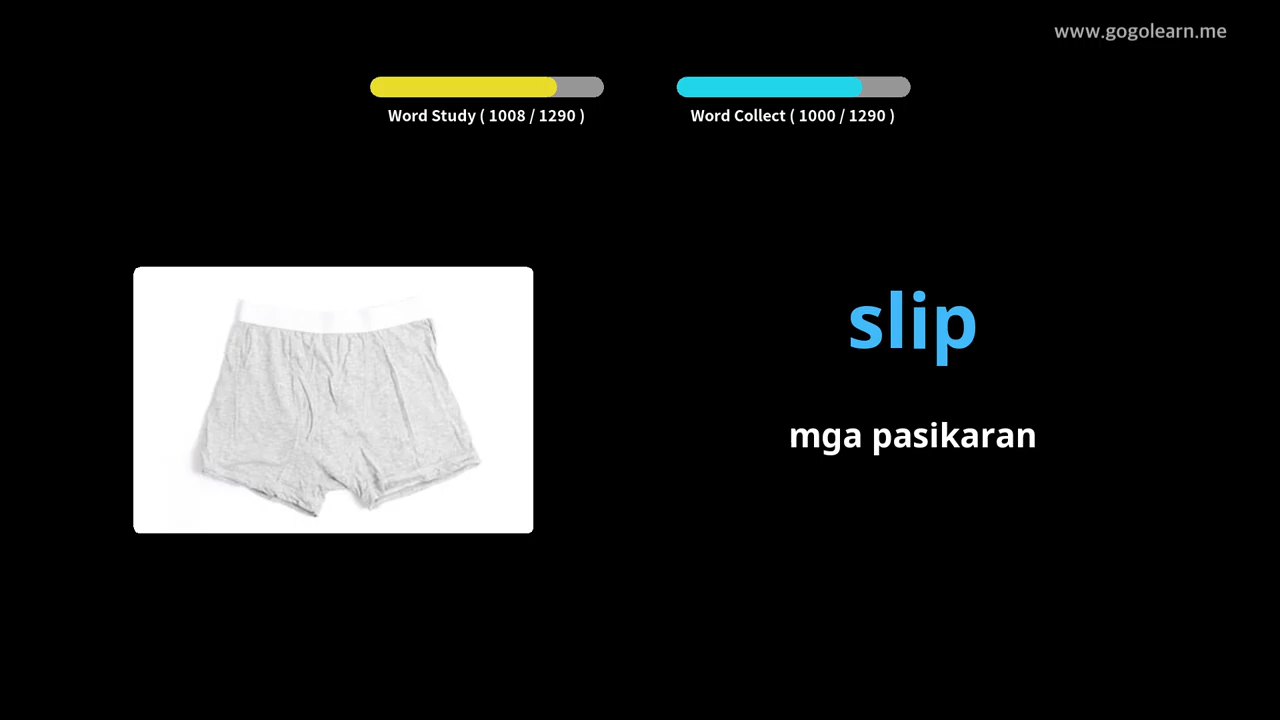 www.gogolearn.me
Word Study ( 1008 / 1290 )
Word Collect ( 1000 / 1290 )
slip
mga pasikaran